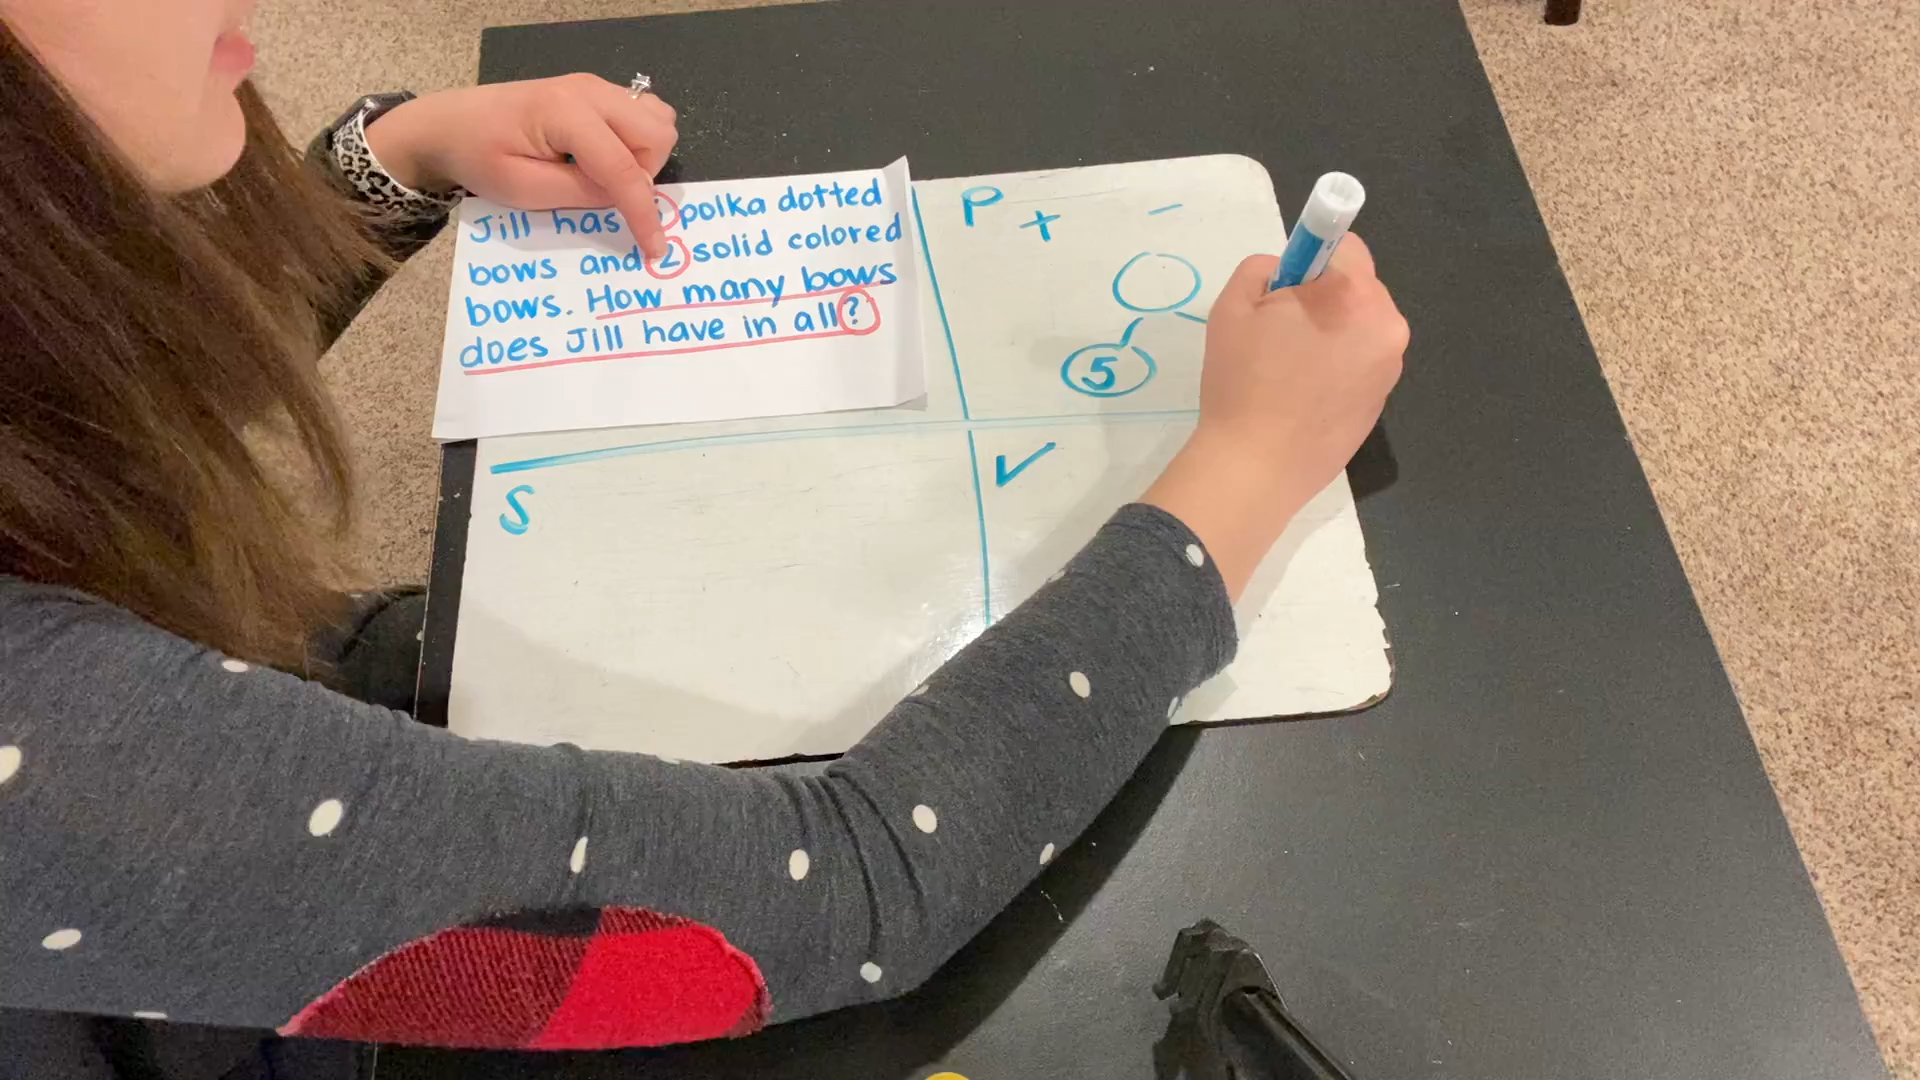 Jill has polka dotted
bows and 2 solid colored
bows. How many bows
does Jill have in all?
P
+ -
5
S
✓